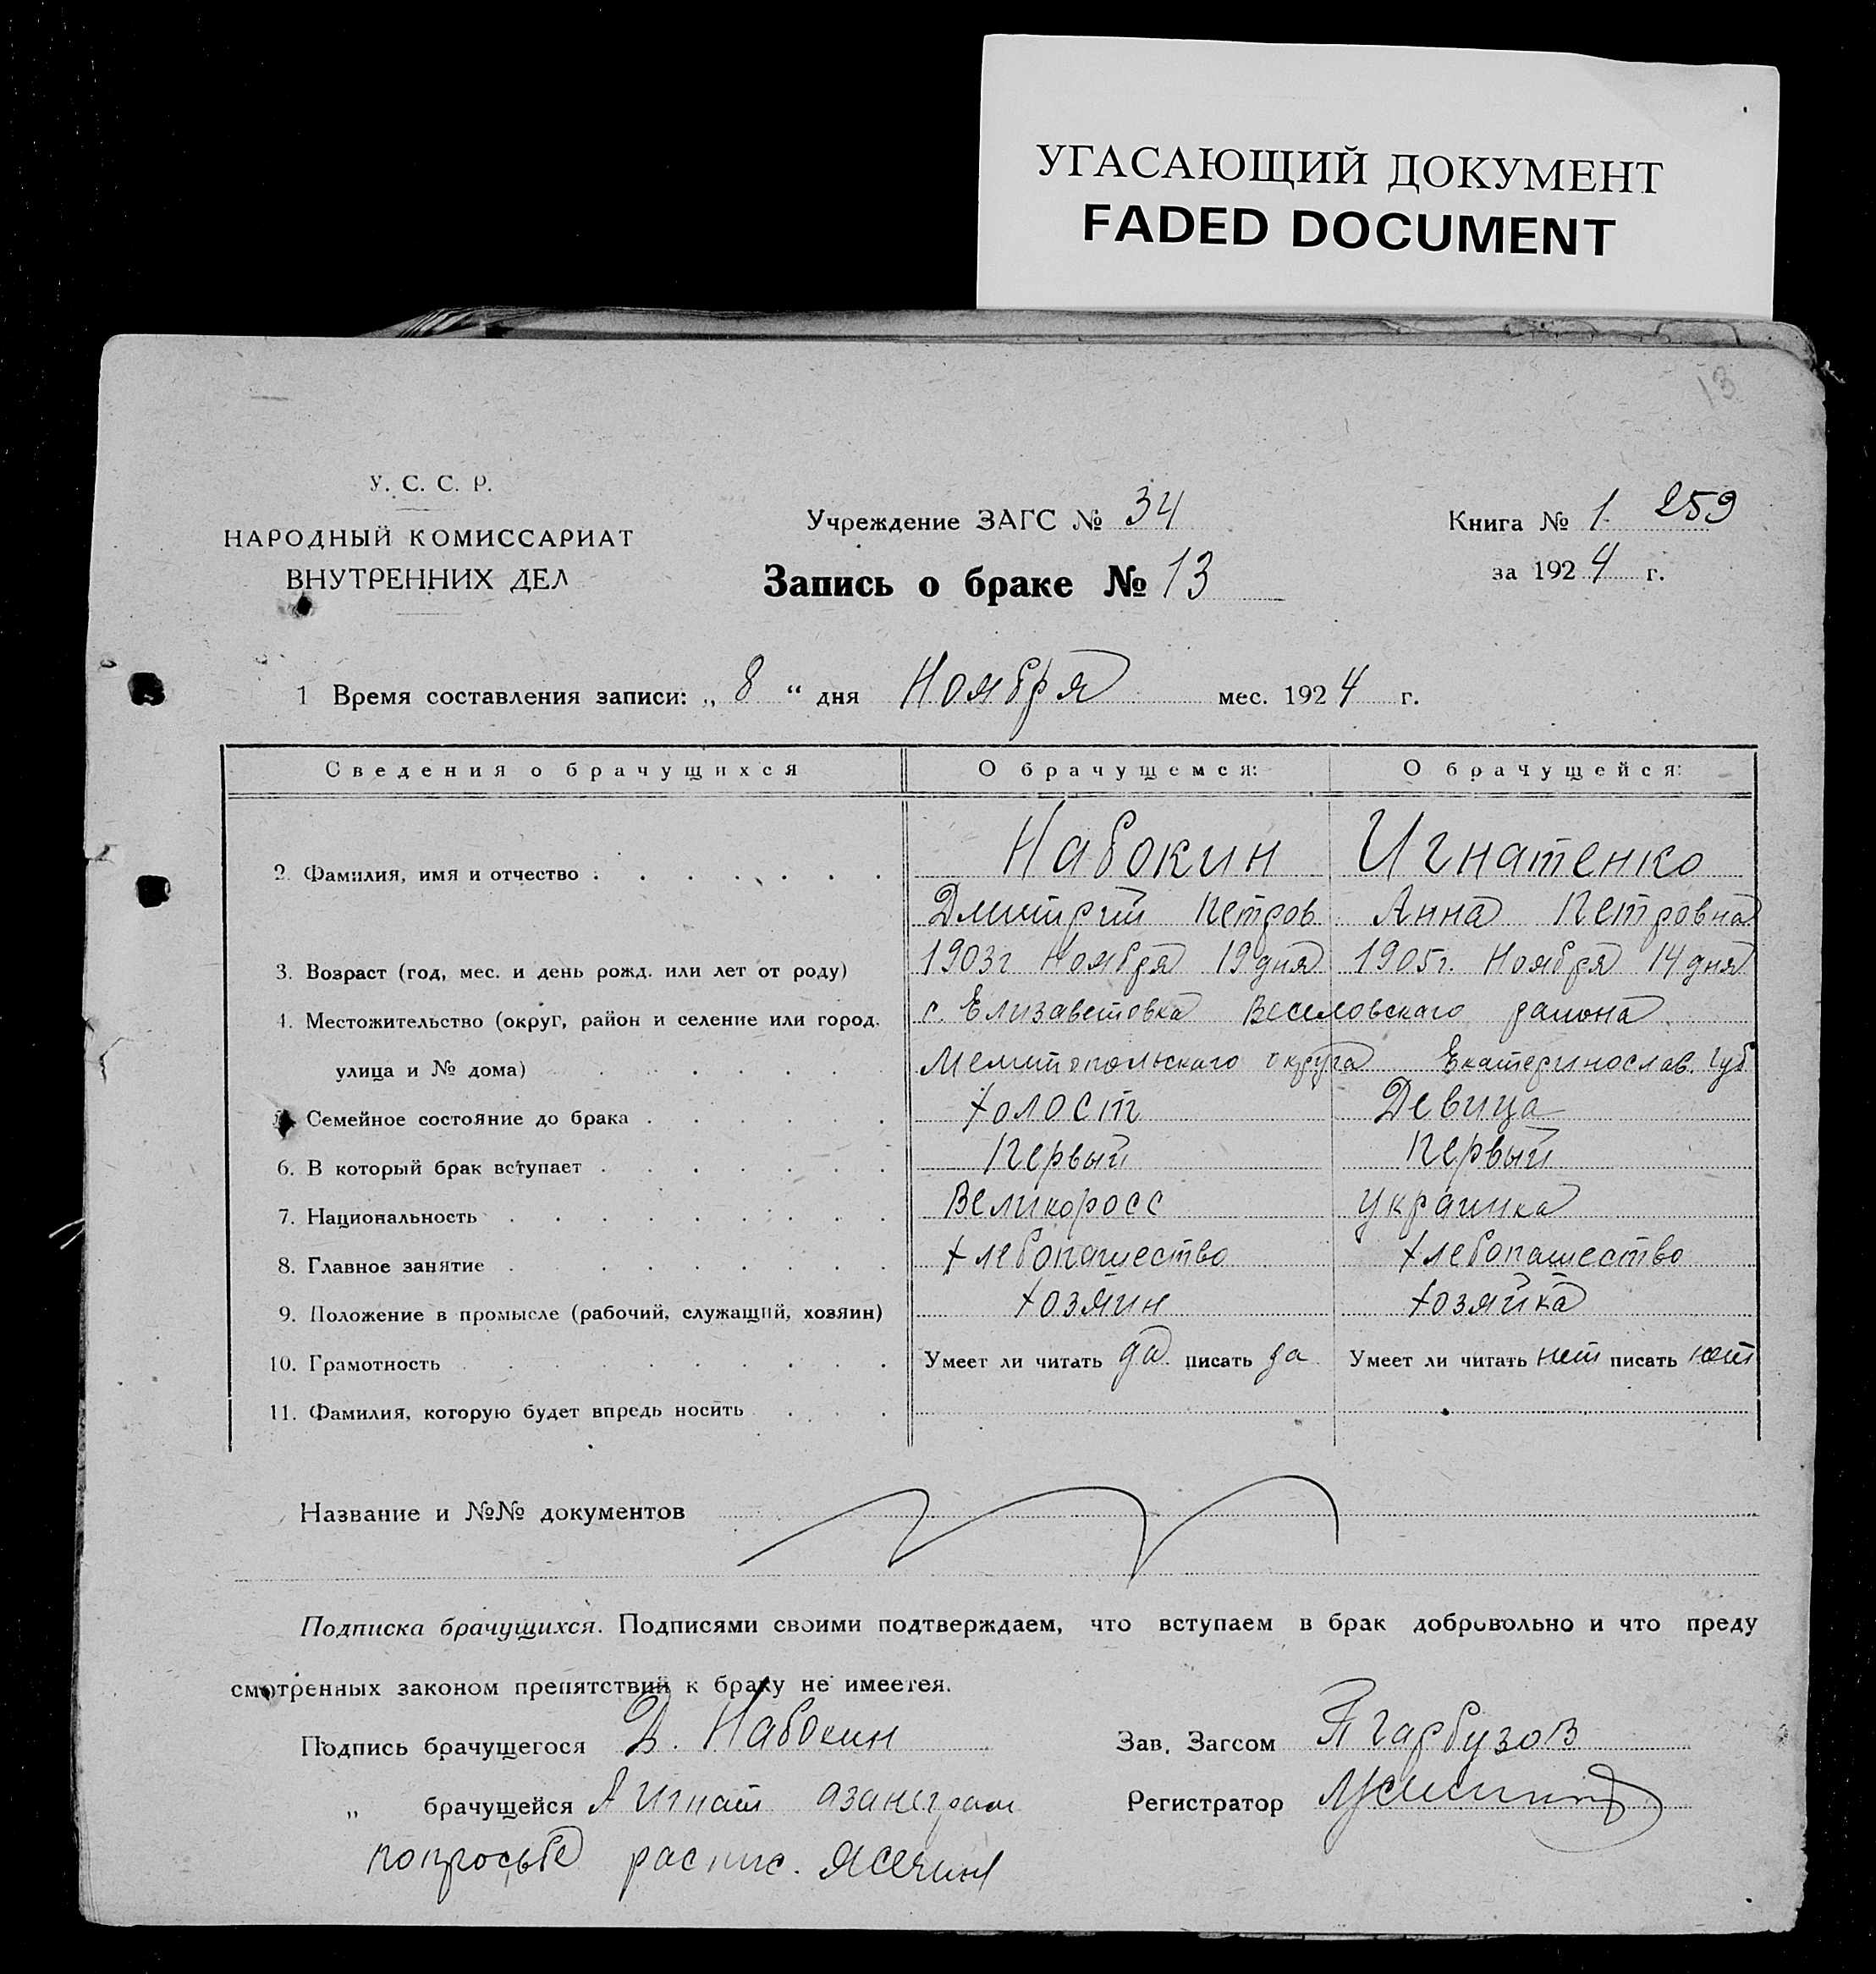 УГАСАЮЩИЙ ДОКУМЕНТ
FADED DOCUMENT
13
У. С. С. Р.
НАРОДНЫЙ КОМИССАРИАТ
ВНУТРЕННИХ ДЕЛ
Учреждение ЗАГС № 34
Запись о браке № 13
Книга № 1 259
за 1924 г.
1 Время составления записи: „ 8 “ дня Ноября мес. 1924 г.
Сведения о брачущихся О брачущемся: О брачущейся:
2. Фамилия, имя и отчество Набокин Игнатенко
Дмитрий Петров Анна Петровна
3. Возраст (год, мес. и день рожд. или лет от роду) 1903г Ноября 19 дня 1905г. Ноября 14 дня
4. Местожительство (округ, район и селение или город, с. Елизаветовка Веселовскаго района
улица и № дома) Мелитопольскаго округа Екатеринослав. губ
Семейное состояние до брака Холост Девица
6. В который брак вступает Первый Первый
7. Национальность Великоросс Украинка
8. Главное занятие Хлебопашество Хлебопашество
9. Положение в промысле (рабочий, служащий, хозяин) Хозяин Хозяйка
10. Грамотность Умеет ли читать да писать да Умеет ли читать нет писать нет
11. Фамилия, которую будет впредь носить
Название и №№ документов
Подписка брачущихся. Подписями своими подтверждаем, что вступаем в брак добровольно и что преду
смотренных законом препятствий к браку не имеется.
Подпись брачущегося Д. Набокин Зав. Загсом П Гарбузов
„ брачущейся А Игнат азанеграм Регистратор
попросьбе распис.